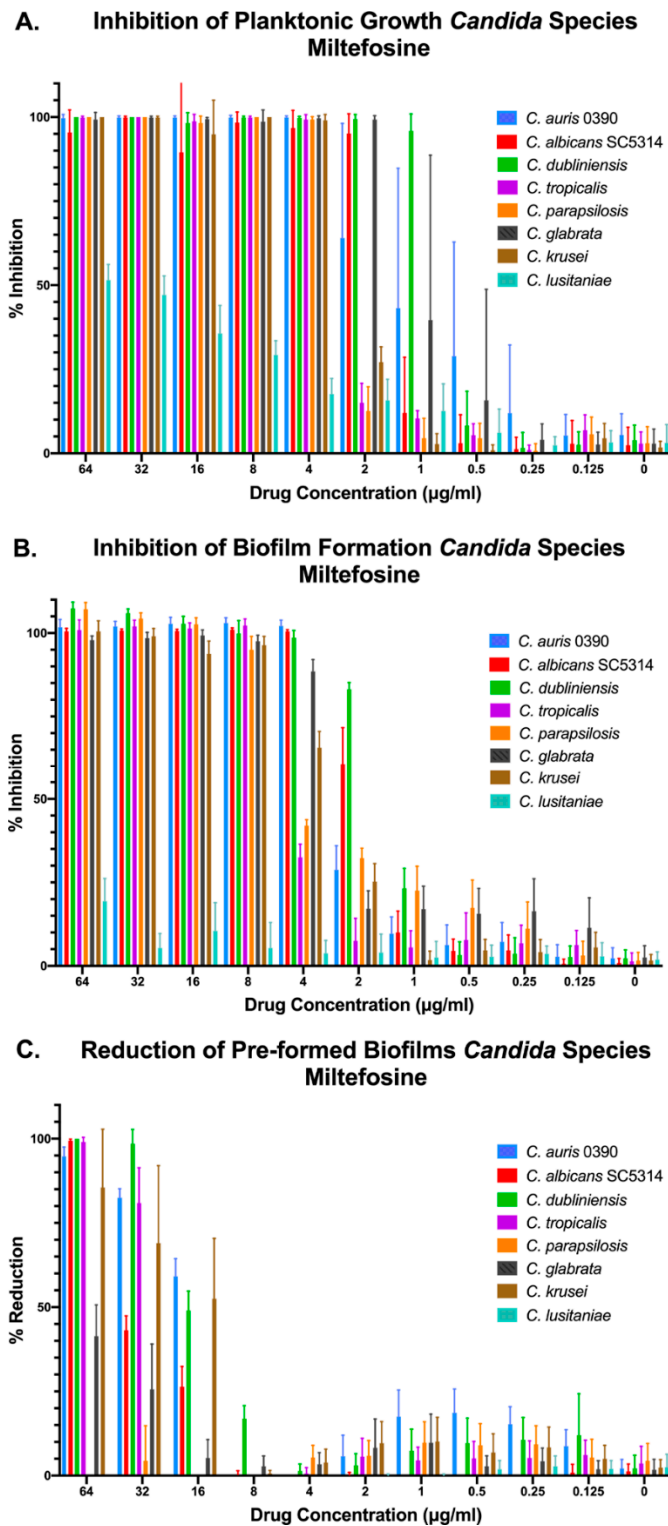 A. Inhibition of Planktonic Growth Candida Species
Miltefosine
% Inhibition
100
50
0
C. auris 0390
C. albicans SC5314
C. dubliniensis
C. tropicalis
C. parapsilosis
C. glabrata
C. krusei
C. lusitaniae
64 32 16 8 4 2 1 0.5 0.25 0.125 0
Drug Concentration (µg/ml)
B. Inhibition of Biofilm Formation Candida Species
Miltefosine
% Inhibition
100
50
0
C. auris 0390
C. albicans SC5314
C. dubliniensis
C. tropicalis
C. parapsilosis
C. glabrata
C. krusei
C. lusitaniae
64 32 16 8 4 2 1 0.5 0.25 0.125 0
Drug Concentration (µg/ml)
C. Reduction of Pre-formed Biofilms Candida Species
Miltefosine
% Reduction
100
50
0
C. auris 0390
C. albicans SC5314
C. dubliniensis
C. tropicalis
C. parapsilosis
C. glabrata
C. krusei
C. lusitaniae
64 32 16 8 4 2 1 0.5 0.25 0.125 0
Drug Concentration (µg/ml)